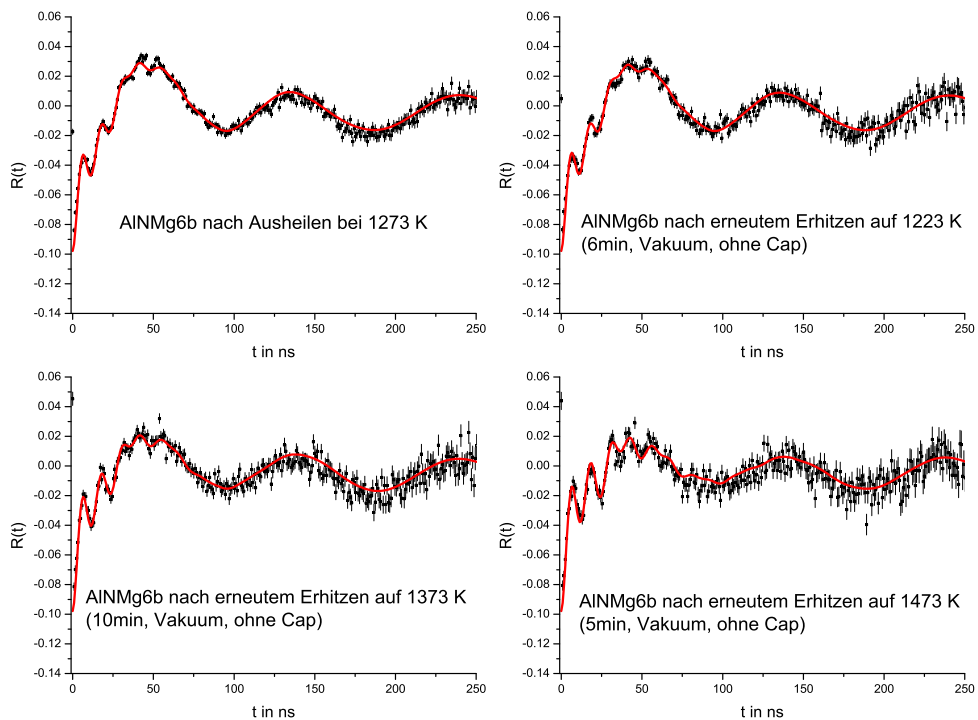 0.06
0.04
0.02
0.00
-0.02
-0.04
-0.06
-0.08
-0.10
-0.12
-0.14
R(t)
AlNMg6b nach Ausheilen bei 1273 K
0 50 100 150 200 250
t in ns
0.06
0.04
0.02
0.00
-0.02
-0.04
-0.06
-0.08
-0.10
-0.12
-0.14
R(t)
AlNMg6b nach erneutem Erhitzen auf 1223 K
(6min, Vakuum, ohne Cap)
0 50 100 150 200 250
t in ns
0.06
0.04
0.02
0.00
-0.02
-0.04
-0.06
-0.08
-0.10
-0.12
-0.14
R(t)
AlNMg6b nach erneutem Erhitzen auf 1373 K
(10min, Vakuum, ohne Cap)
0 50 100 150 200 250
t in ns
0.06
0.04
0.02
0.00
-0.02
-0.04
-0.06
-0.08
-0.10
-0.12
-0.14
R(t)
AlNMg6b nach erneutem Erhitzen auf 1473 K
(5min, Vakuum, ohne Cap)
0 50 100 150 200 250
t in ns